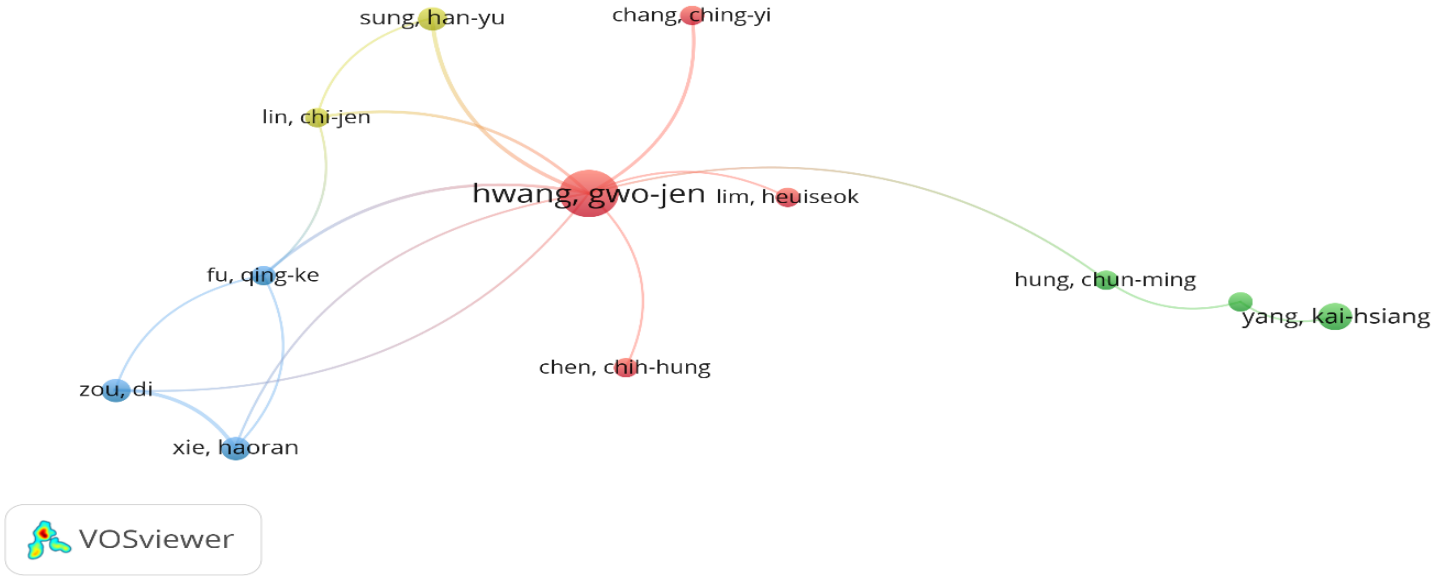 sung, han-yu
chang, ching-yi
lin, chi-jen
hwang, gwo-jen
lim, heuiseok
fu, qing-ke
hung, chun-ming
yang, kai-hsiang
chen, chih-hung
zou, di
xie, haoran
VOSviewer